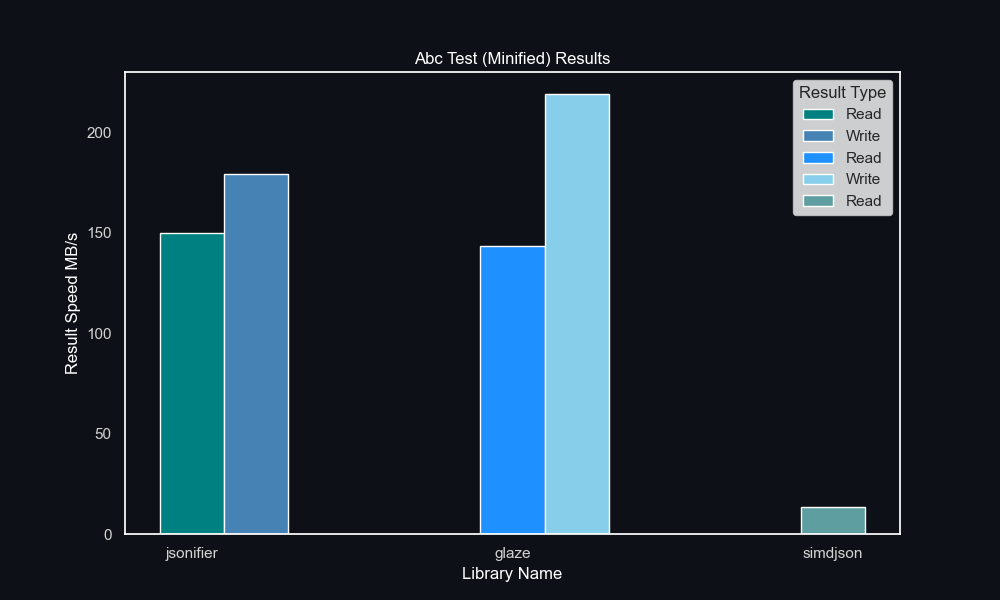 Abc Test (Minified) Results
Result Type
Read
Write
Read
Write
Read
Result Speed MB/s
200
150
100
50
0
jsonifier
glaze
simdjson
Library Name